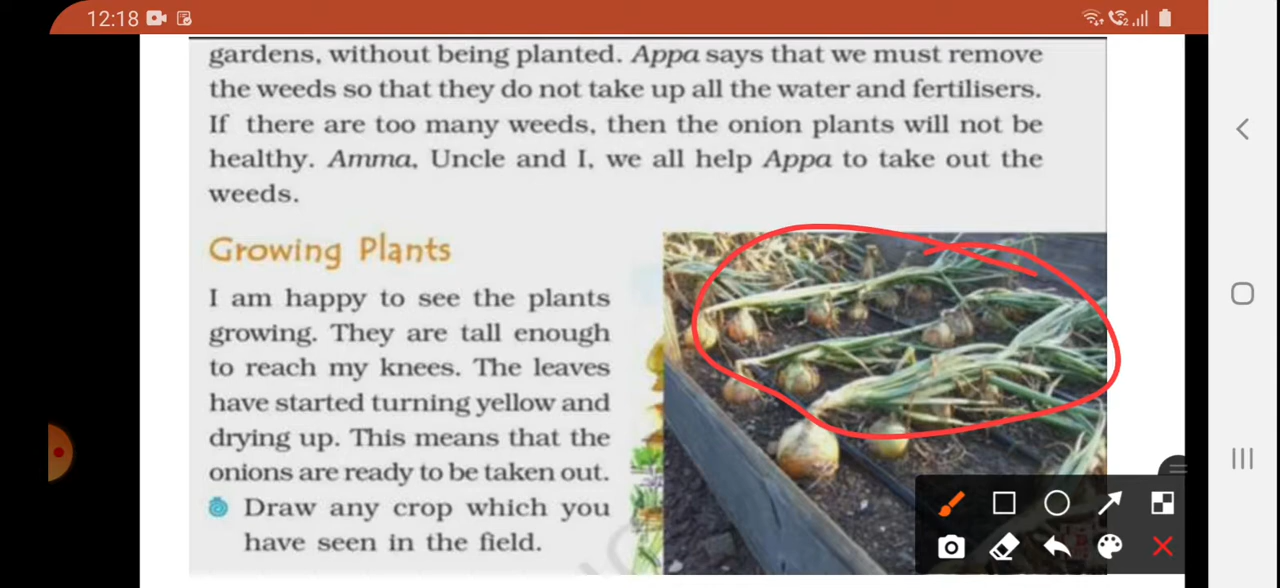 12:18
gardens, without being planted. Appa says that we must remove
the weeds so that they do not take up all the water and fertilisers.
If there are too many weeds, then the onion plants will not be
healthy. Amma, Uncle and I, we all help Appa to take out the
weeds.
Growing Plants
I am happy to see the plants
growing. They are tall enough
to reach my knees. The leaves
have started turning yellow and
drying up. This means that the
onions are ready to be taken out.
Draw any crop which you
have seen in the field.